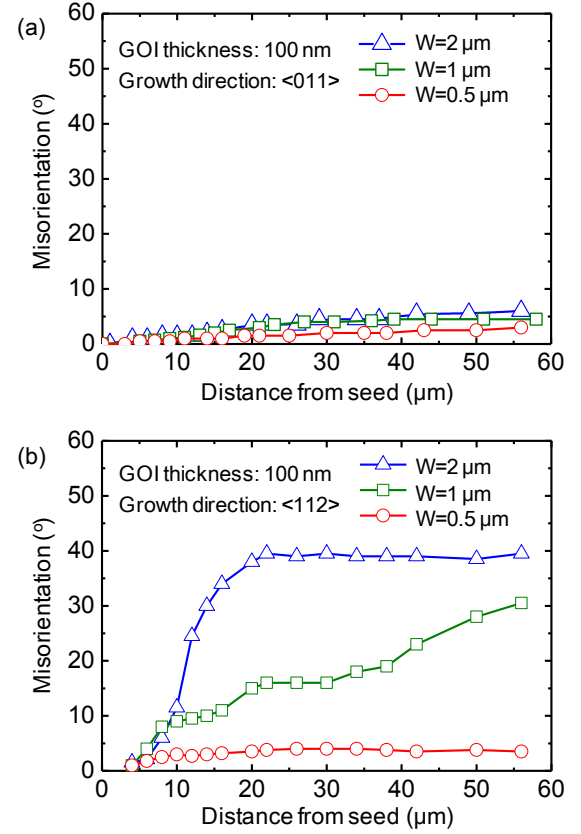 (a)
60
50
40
30
20
10
0
Misorientation (º)
GOI thickness: 100 nm
Growth direction: <011>
W=2 µm
W=1 µm
W=0.5 µm
0 10 20 30 40 50 60
Distance from seed (µm)
(b)
60
50
40
30
20
10
0
Misorientation (º)
GOI thickness: 100 nm
Growth direction: <112>
W=2 µm
W=1 µm
W=0.5 µm
0 10 20 30 40 50 60
Distance from seed (µm)